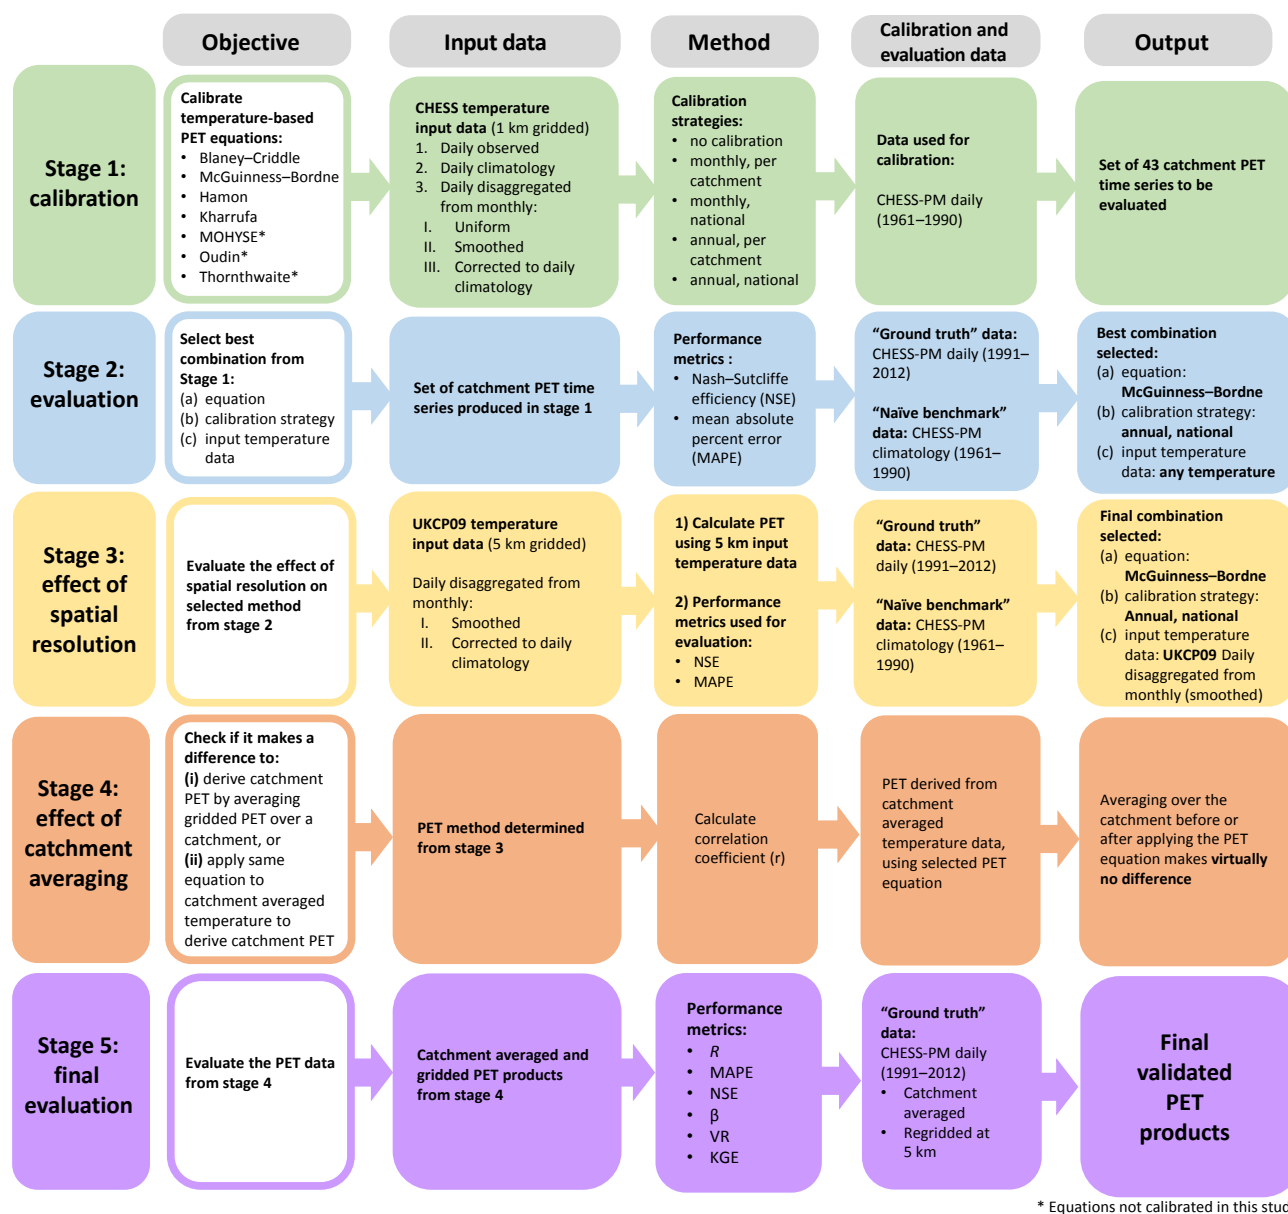 Objective
Input data
Method
Calibration and
evaluation data
Output
Stage 1:
calibration
Calibrate
temperature-based
PET equations:
• Blaney–Criddle
• McGuinness–Bordne
• Hamon
• Kharrufa
• MOHYSE*
• Oudin*
• Thornthwaite*
CHESS temperature
input data (1 km gridded)
1. Daily observed
2. Daily climatology
3. Daily disaggregated
from monthly:
I. Uniform
II. Smoothed
III. Corrected to daily
climatology
Calibration
strategies:
• no calibration
• monthly, per
catchment
• monthly,
national
• annual, per
catchment
• annual, national
Data used for
calibration:
CHESS-PM daily
(1961–1990)
Set of 43 catchment PET
time series to be
evaluated
Stage 2:
evaluation
Select best
combination from
Stage 1:
(a) equation
(b) calibration strategy
(c) input temperature
data
Set of catchment PET time
series produced in stage 1
Performance
metrics :
• Nash–Sutcliffe
efficiency (NSE)
• mean absolute
percent error
(MAPE)
“Ground truth” data:
CHESS-PM daily (1991–
2012)
“Naïve benchmark”
data: CHESS-PM
climatology (1961–
1990)
Best combination
selected:
(a) equation:
McGuinness–Bordne
(b) calibration strategy:
annual, national
(c) input temperature
data: any temperature
Stage 3:
effect of
spatial
resolution
Evaluate the effect of
spatial resolution on
selected method
from stage 2
UKCP09 temperature
input data (5 km gridded)
Daily disaggregated from
monthly:
I. Smoothed
II. Corrected to daily
climatology
1) Calculate PET
using 5 km input
temperature data
2) Performance
metrics used for
evaluation:
• NSE
• MAPE
“Ground truth”
data: CHESS-PM
daily (1991–2012)
“Naïve benchmark”
data: CHESS-PM
climatology (1961–
1990)
Final combination
selected:
(a) equation:
McGuinness–Bordne
(b) calibration strategy:
Annual, national
(c) input temperature
data: UKCP09 Daily
disaggregated from
monthly (smoothed)
Stage 4:
effect of
catchment
averaging
Check if it makes a
difference to:
(i) derive catchment
PET by averaging
gridded PET over a
catchment, or
(ii) apply same
equation to
catchment averaged
temperature to
derive catchment PET
PET method determined
from stage 3
Calculate
correlation
coefficient (r)
PET derived from
catchment
averaged
temperature data,
using selected PET
equation
Averaging over the
catchment before or
after applying the PET
equation makes virtually
no difference
Stage 5:
final
evaluation
Evaluate the PET data
from stage 4
Catchment averaged and
gridded PET products
from stage 4
Performance
metrics:
• R
• MAPE
• NSE
• β
• VR
• KGE
“Ground truth”
data:
CHESS-PM daily
(1991–2012)
• Catchment
averaged
• Regridded at
5 km
Final
validated
PET
products
* Equations not calibrated in this stud